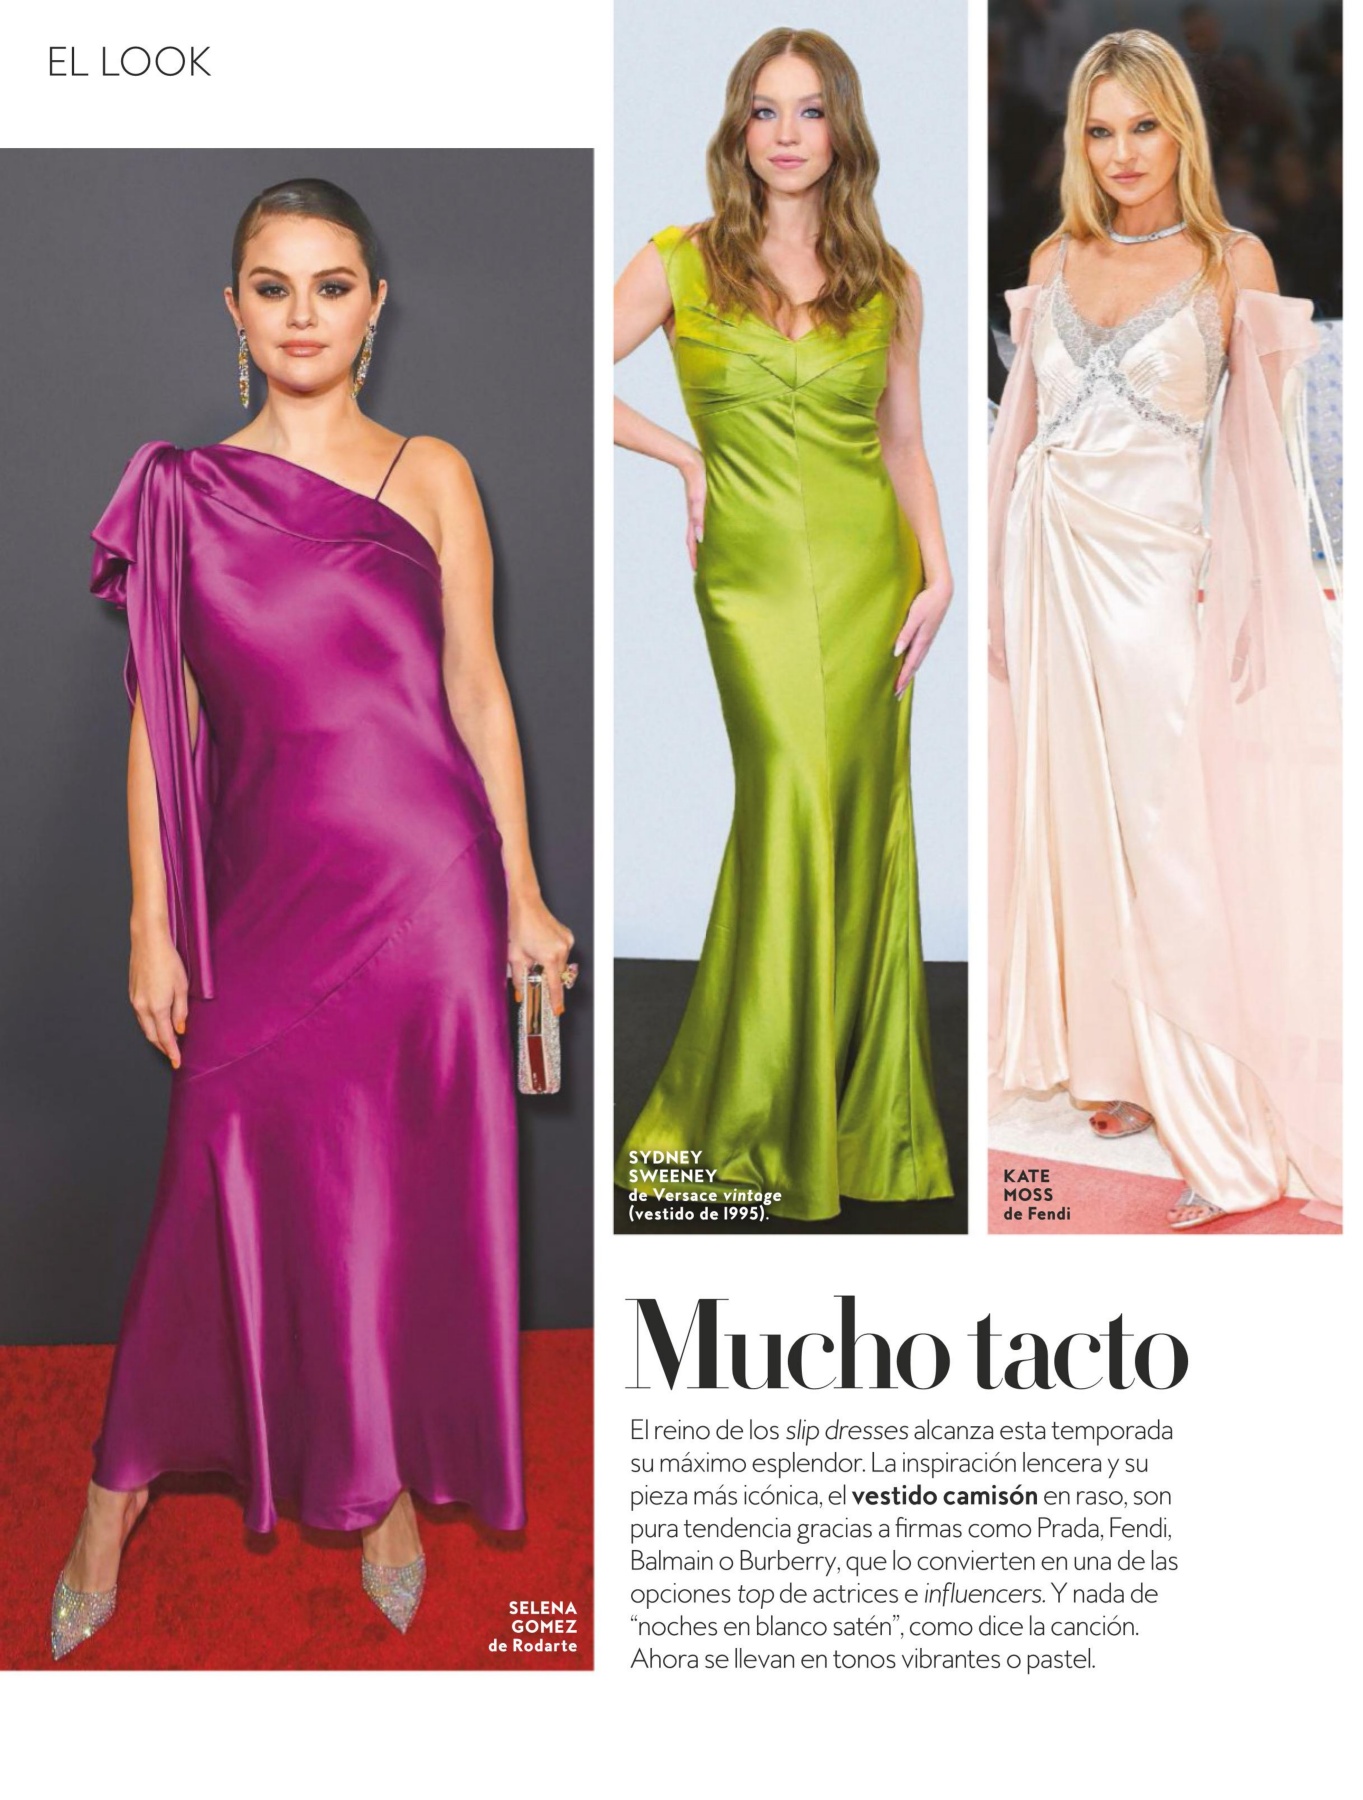 EL LOOK
SYDNEY
SWEENEY
de Versace vintage
(vestido de 1995).
KATE
MOSS
de Fendi
SELENA
GOMEZ
de Rodarte
Mucho tacto
El reino de los slip dresses alcanza esta temporada
su máximo esplendor. La inspiración lencera y su
pieza más icónica, el vestido camisón en raso, son
pura tendencia gracias a firmas como Prada, Fendi,
Balmain o Burberry, que lo convierten en una de las
opciones top de actrices e influencers. Y nada de
“noches en blanco satén”, como dice la canción.
Ahora se llevan en tonos vibrantes o pastel.